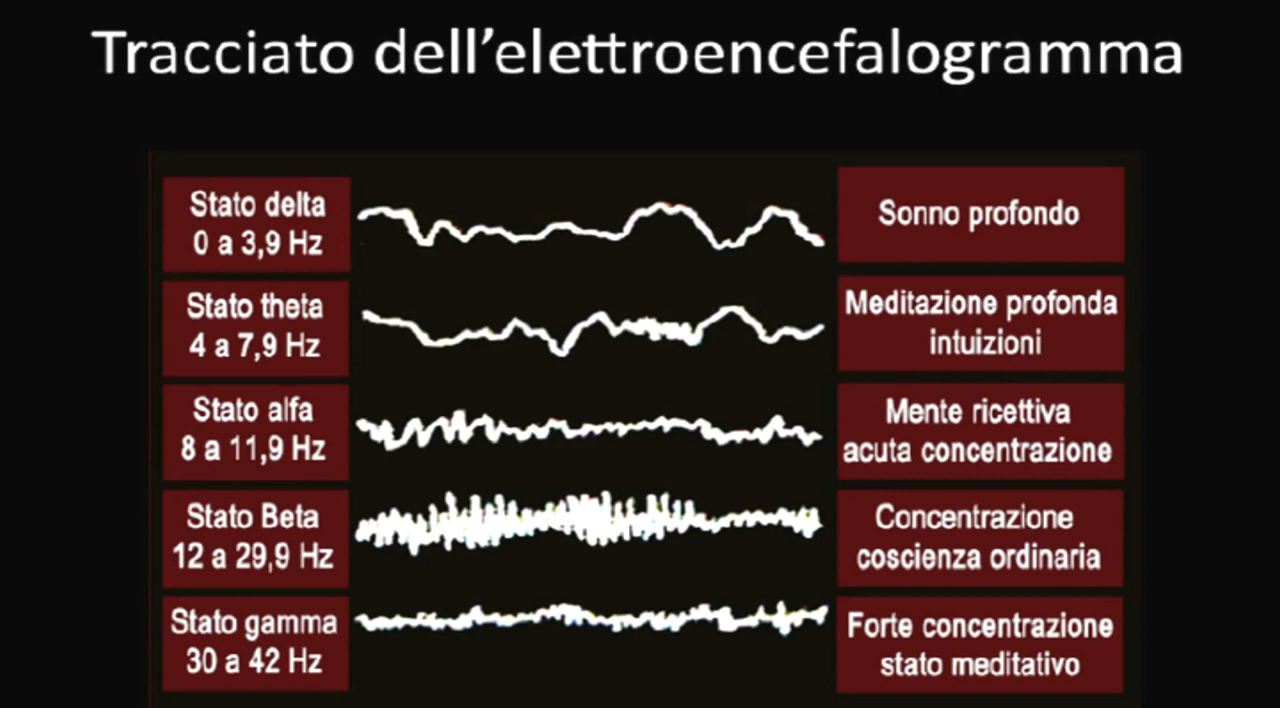 Tracciato dell’elettroencefalogramma
Stato delta
0 a 3,9 Hz
Sonno profondo
Stato theta
4 a 7,9 Hz
Meditazione profonda
intuizioni
Stato alfa
8 a 11,9 Hz
Mente ricettiva
acuta concentrazione
Stato Beta
12 a 29,9 Hz
Concentrazione
coscienza ordinaria
Stato gamma
30 a 42 Hz
Forte concentrazione
stato meditativo